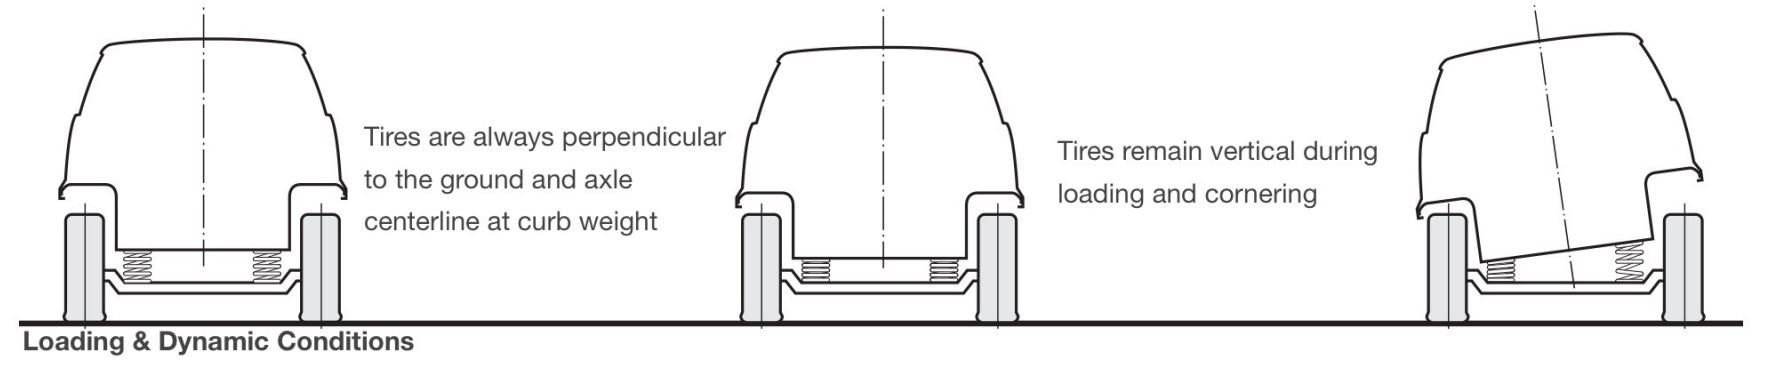 Tires are always perpendicular
to the ground and axle
centerline at curb weight
Tires remain vertical during
loading and cornering
Loading & Dynamic Conditions